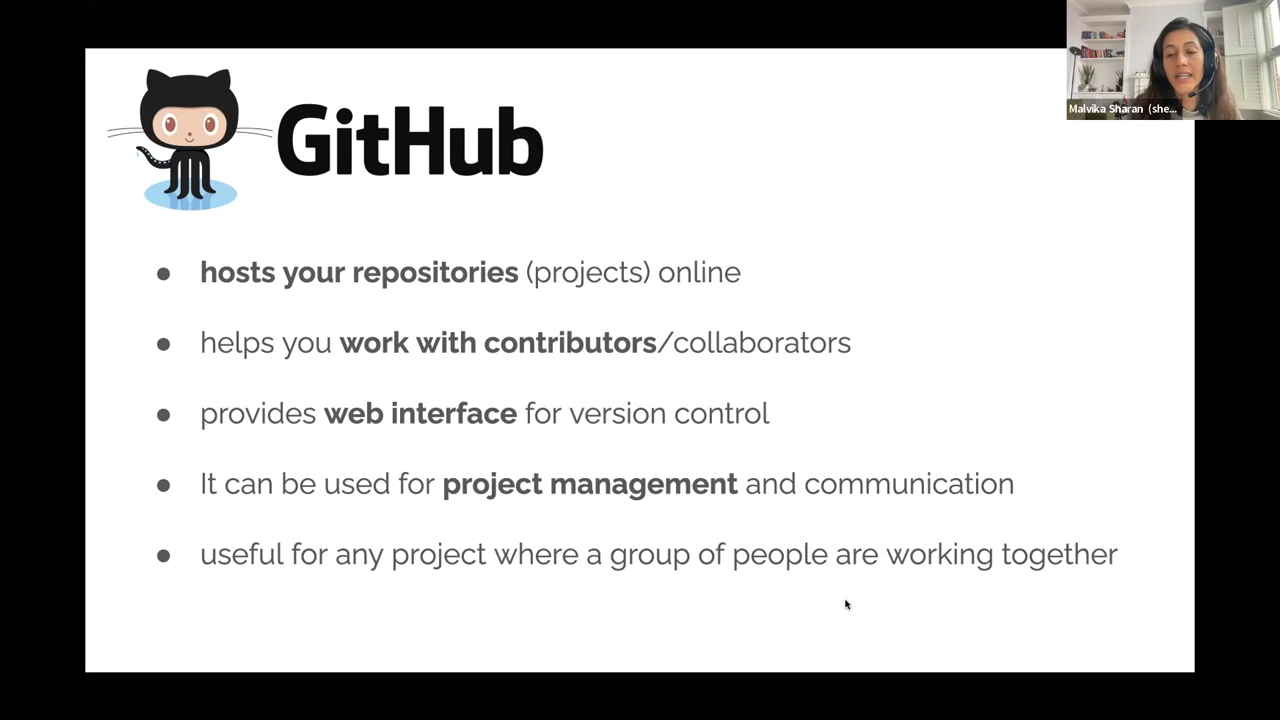 Malvika Sharan (she...
GitHub
● hosts your repositories (projects) online
● helps you work with contributors/collaborators
● provides web interface for version control
● It can be used for project management and communication
● useful for any project where a group of people are working together